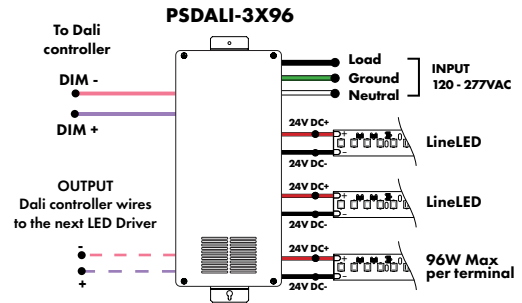 PSDALI-3X96
To Dali
controller
DIM -
DIM +
OUTPUT
Dali controller wires
to the next LED Driver
-
+
Load
Ground
Neutral
INPUT
120 - 277VAC
24V DC+
+
-
24V DC-
LineLED
24V DC+
+
-
24V DC-
LineLED
24V DC+
+
-
24V DC-
96W Max
per terminal